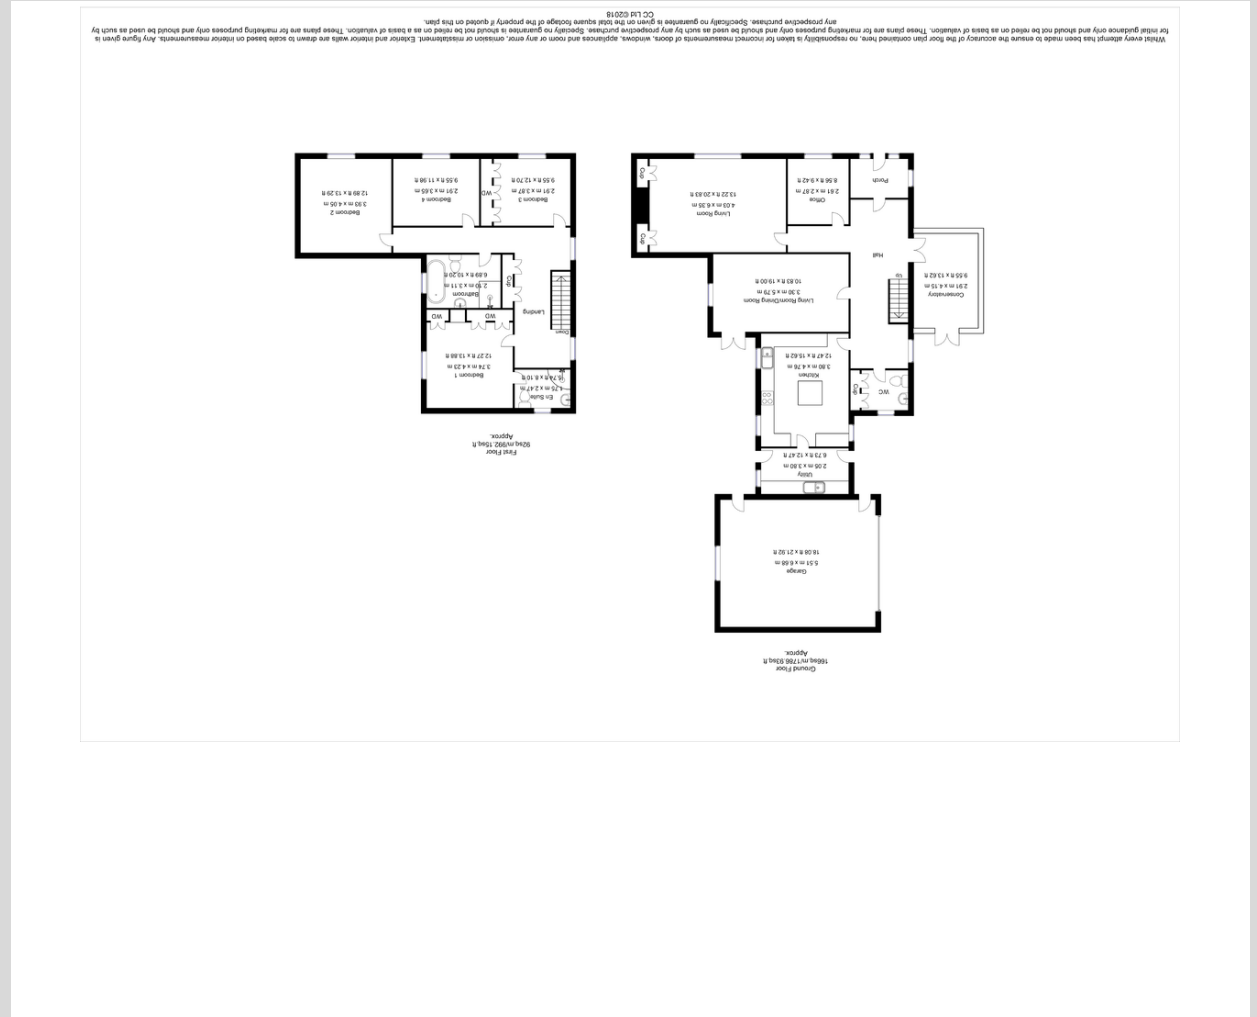 Ground Floor
166sq.m/1786.93sq.ft
Approx.
Garage
5.51 m x 6.68 m
18.08 ft x 21.92 ft
Utility
2.05 m x 3.80 m
6.73 ft x 12.47 ft
WC
Cup
Kitchen
3.80 m x 4.76 m
12.47 ft x 15.62 ft
Conservatory
2.91 m x 4.15 m
9.55 ft x 13.62 ft
Up
Hall
Living Room/Dining Room
3.30 m x 5.79 m
10.83 ft x 19.00 ft
Living Room
4.03 m x 6.35 m
13.22 ft x 20.83 ft
Cup
Cup
Office
2.61 m x 2.87 m
8.56 ft x 9.42 ft
Porch
First Floor
92sq.m/992.15sq.ft
Approx.
En Suite
1.75 m x 2.47 m
5.74 ft x 8.10 ft
Bedroom 1
3.74 m x 4.23 m
12.27 ft x 13.88 ft
Down
Landing
WD
WD
Bathroom
2.10 m x 3.11 m
6.89 ft x 10.20 ft
Cup
Bedroom 3
2.91 m x 3.87 m
9.55 ft x 12.70 ft
WD
Bedroom 4
2.91 m x 3.65 m
9.55 ft x 11.98 ft
Bedroom 2
3.93 m x 4.05 m
12.89 ft x 13.29 ft
Whilst every attempt has been made to ensure the accuracy of the floor plan contained here, no responsibility is taken for incorrect measurements of doors, windows, appliances and room or any error, omission or misstatement. Exterior and interior walls are drawn to scale based on interior measurements. Any figure given is
for initial guidance only and should not be relied on as basis of valuation. These plans are for marketing purposes only and should be used as such by any prospective purchase. Specially no guarantee is should not be relied on as a basis of valuation. These plans are for marketing purposes only and should be used as such by
any prospective purchase. Specifically no guarantee is given on the total square footage of the property if quoted on this plan.
CC Ltd ©2018